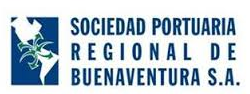 SOCIEDAD PORTUARIA
REGIONAL DE
BUENAVENTURA S.A.